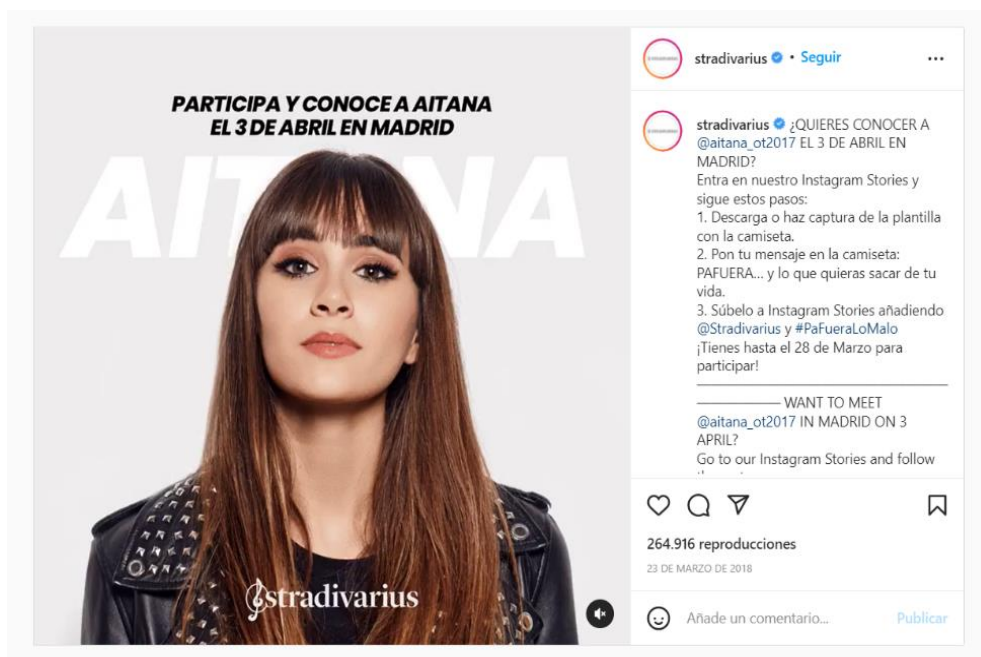 PARTICIPA Y CONOCE A AITANA
EL 3 DE ABRIL EN MADRID
AITANA
stradivarius
stradivarius • Seguir
stradivarius ¿QUIERES CONOCER A
@aitana_ot2017 EL 3 DE ABRIL EN
MADRID?
Entra en nuestro Instagram Stories y
sigue estos pasos:
1. Descarga o haz captura de la plantilla
con la camiseta.
2. Pon tu mensaje en la camiseta:
PAFUERA... y lo que quieras sacar de tu
vida.
3. Súbelo a Instagram Stories añadiendo
@Stradivarius y #PaFueraLoMalo
¡Tienes hasta el 28 de Marzo para
participar!
WANT TO MEET
@aitana_ot2017 IN MADRID ON 3
APRIL?
Go to our Instagram Stories and follow
264.916 reproducciones
23 DE MARZO DE 2018
Añade un comentario...
Publicar